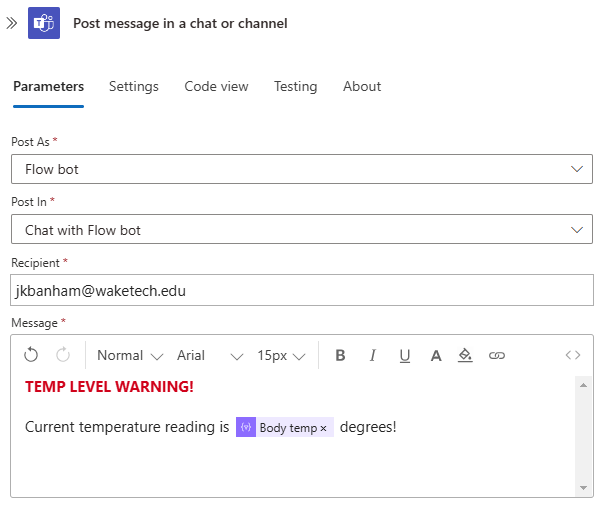 Post message in a chat or channel
Parameters Settings Code view Testing About
Post As *
Flow bot
Post In *
Chat with Flow bot
Recipient *
jkbanham@waketech.edu
Message *
Normal Arial 15px B I U A
TEMP LEVEL WARNING!
Current temperature reading is {v} Body temp × degrees!